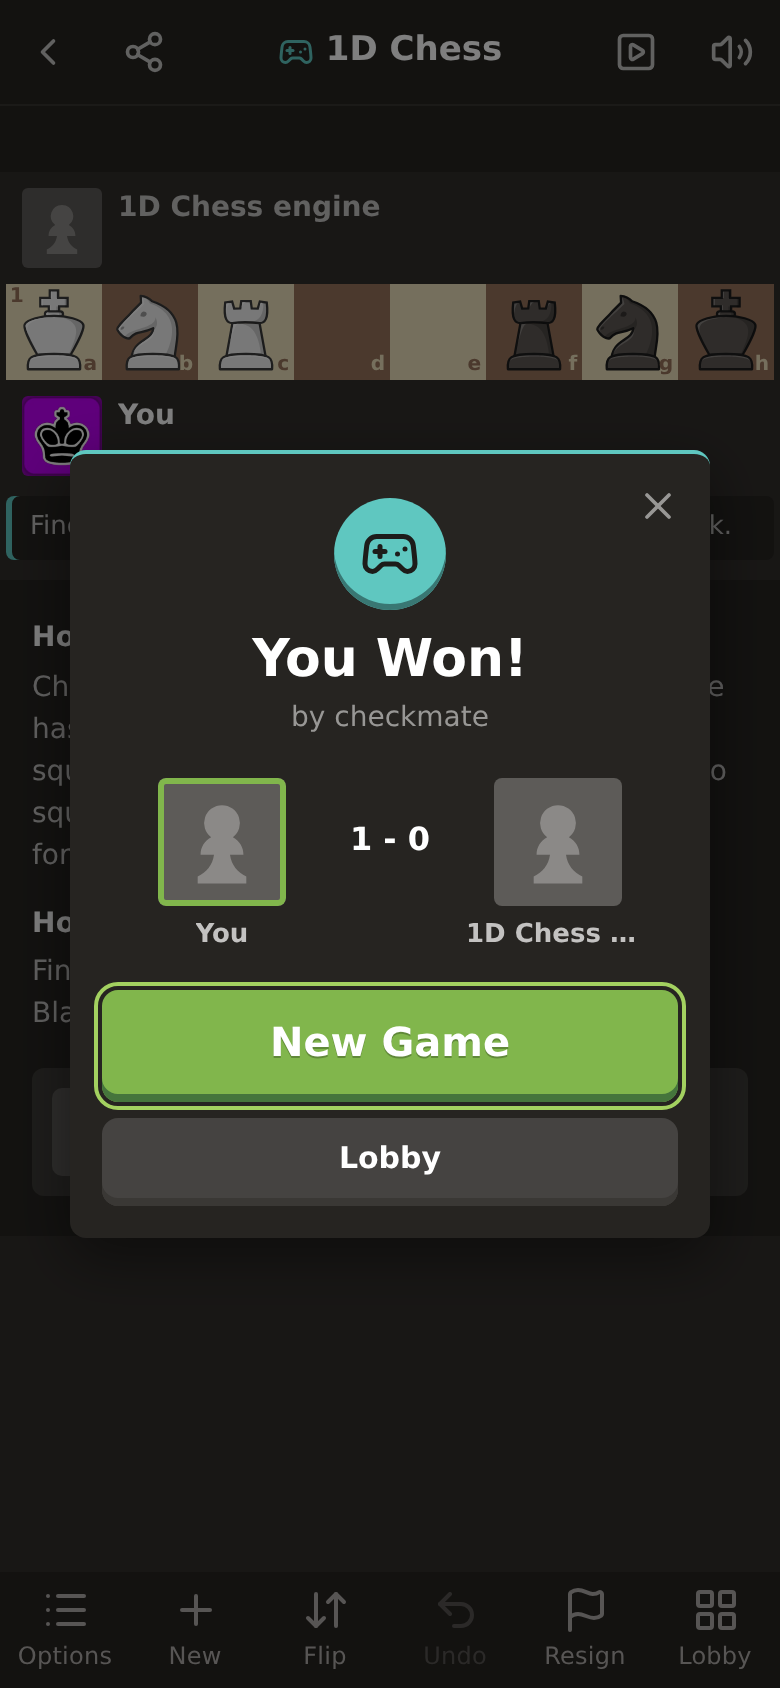 1D Chess
1D Chess engine
1
a b c d e f g h
You
k.
You Won!
by checkmate
1 - 0
You
1D Chess ...
New Game
Lobby
Options New Flip Undo Resign Lobby